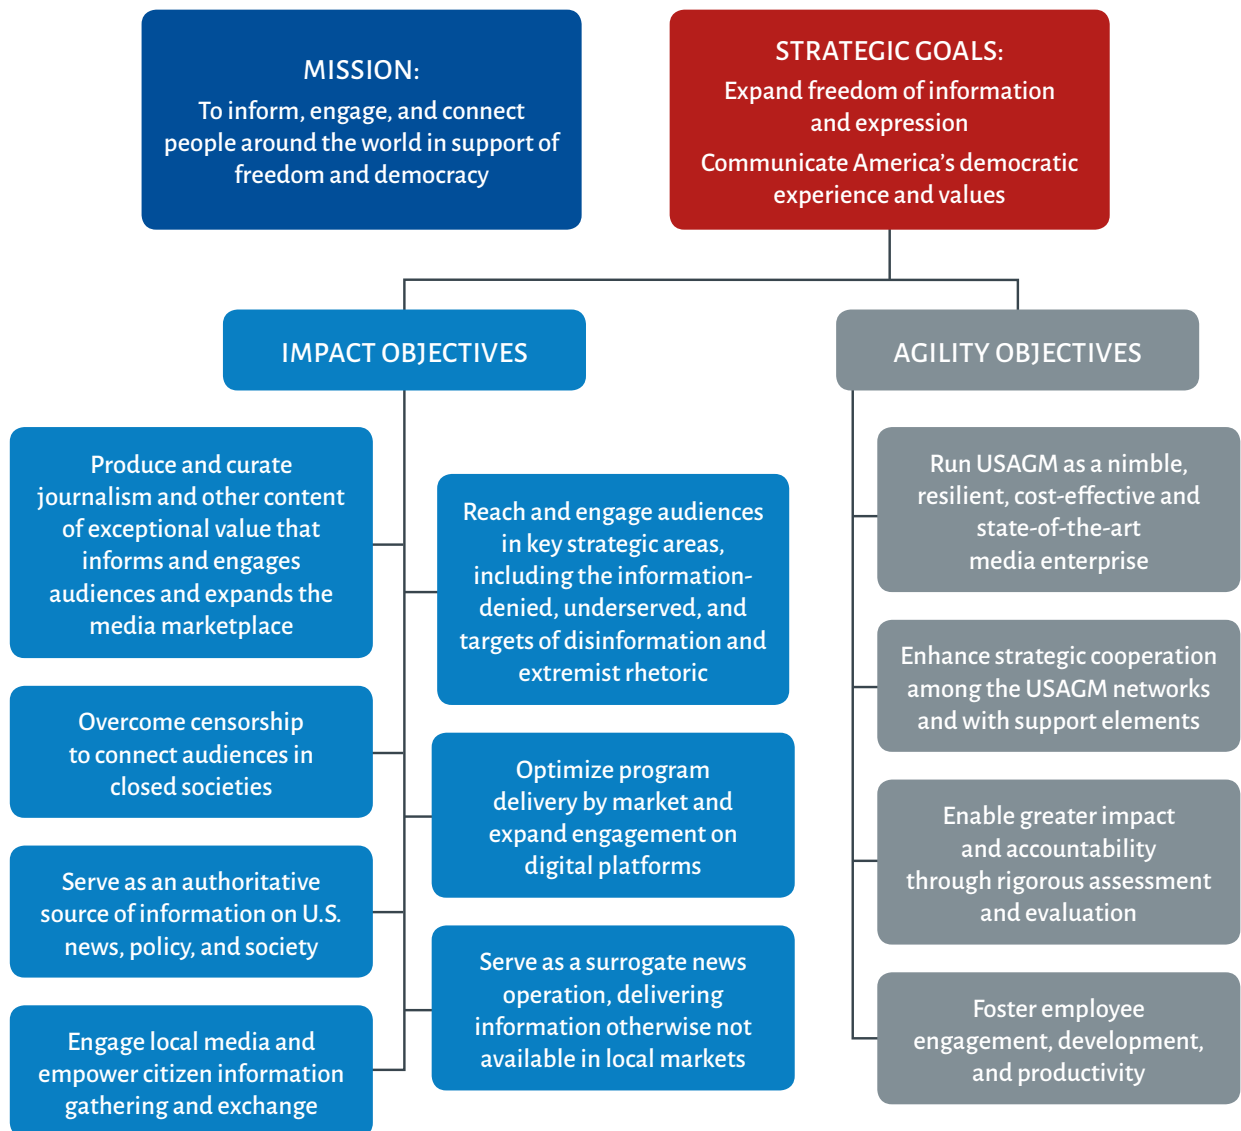 MISSION:
To inform, engage, and connect
people around the world in support of
freedom and democracy
STRATEGIC GOALS:
Expand freedom of information
and expression
Communicate America’s democratic
experience and values
IMPACT OBJECTIVES
Produce and curate
journalism and other content
of exceptional value that
informs and engages
audiences and expands the
media marketplace
Reach and engage audiences
in key strategic areas,
including the information-
denied, underserved, and
targets of disinformation and
extremist rhetoric
Overcome censorship
to connect audiences in
closed societies
Optimize program
delivery by market and
expand engagement on
digital platforms
Serve as an authoritative
source of information on U.S.
news, policy, and society
Serve as a surrogate news
operation, delivering
information otherwise not
available in local markets
Engage local media and
empower citizen information
gathering and exchange
AGILITY OBJECTIVES
Run USAGM as a nimble,
resilient, cost-effective and
state-of-the-art
media enterprise
Enhance strategic cooperation
among the USAGM networks
and with support elements
Enable greater impact
and accountability
through rigorous assessment
and evaluation
Foster employee
engagement, development,
and productivity